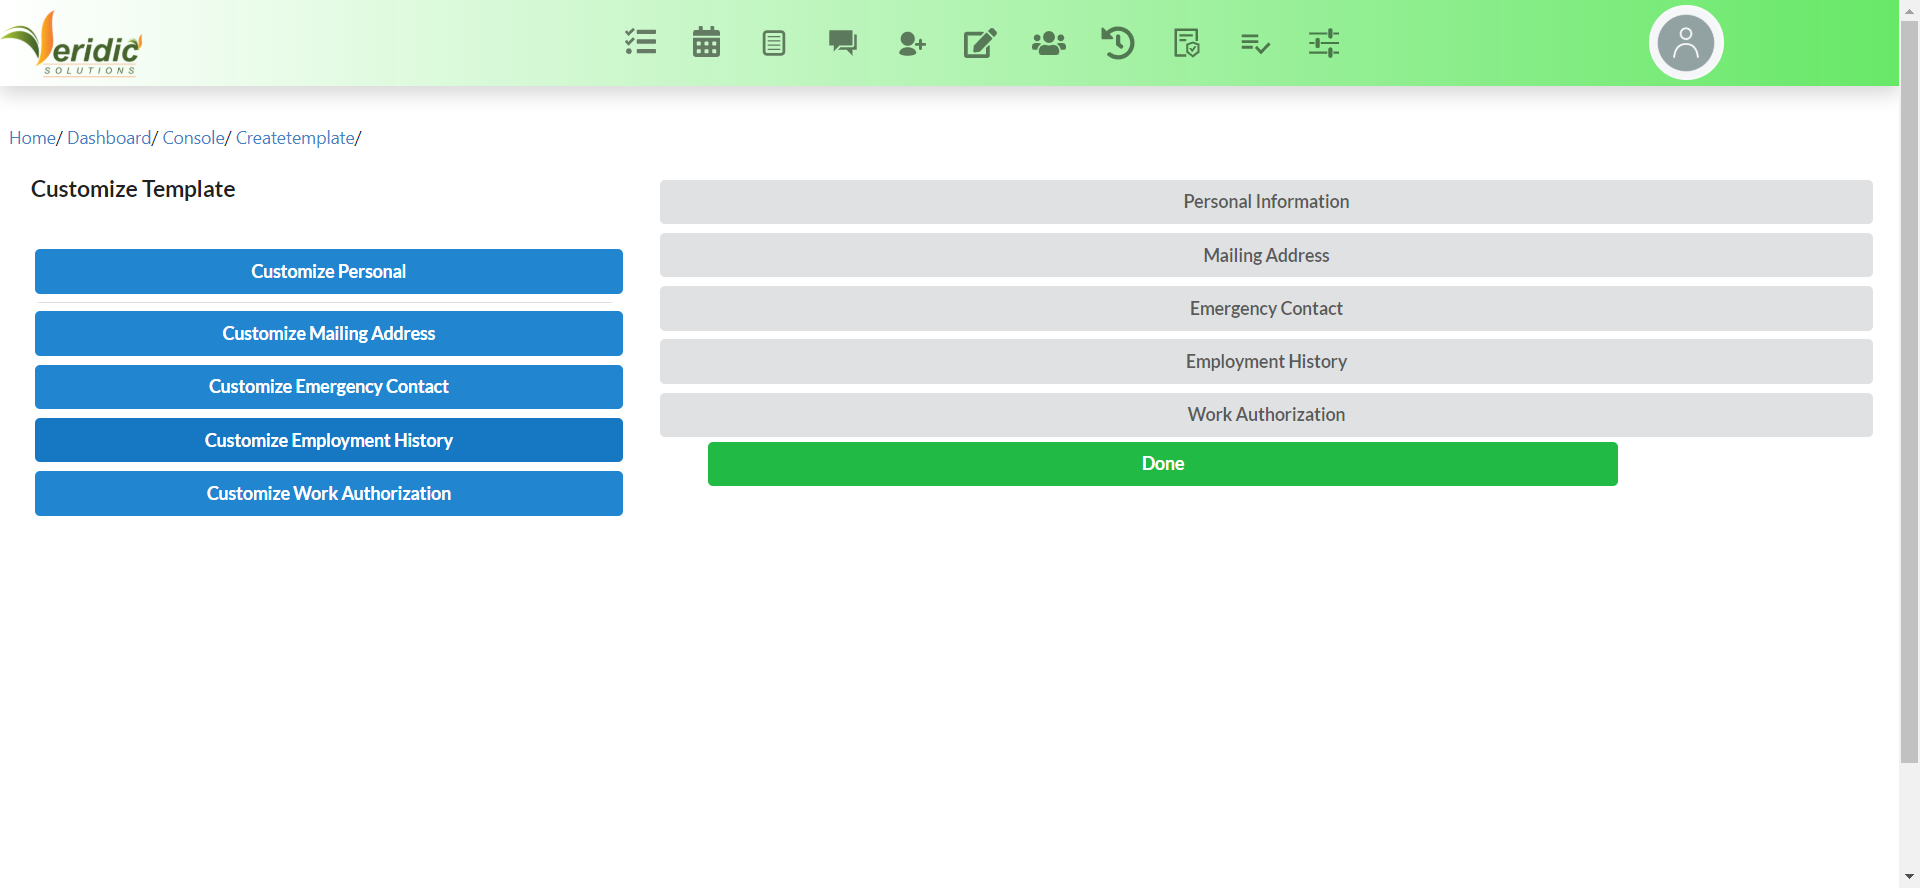 Veridic
SOLUTIONS
Home/ Dashboard/ Console/ Createtemplate/
Customize Template
Customize Personal
Customize Mailing Address
Customize Emergency Contact
Customize Employment History
Customize Work Authorization
Personal Information
Mailing Address
Emergency Contact
Employment History
Work Authorization
Done